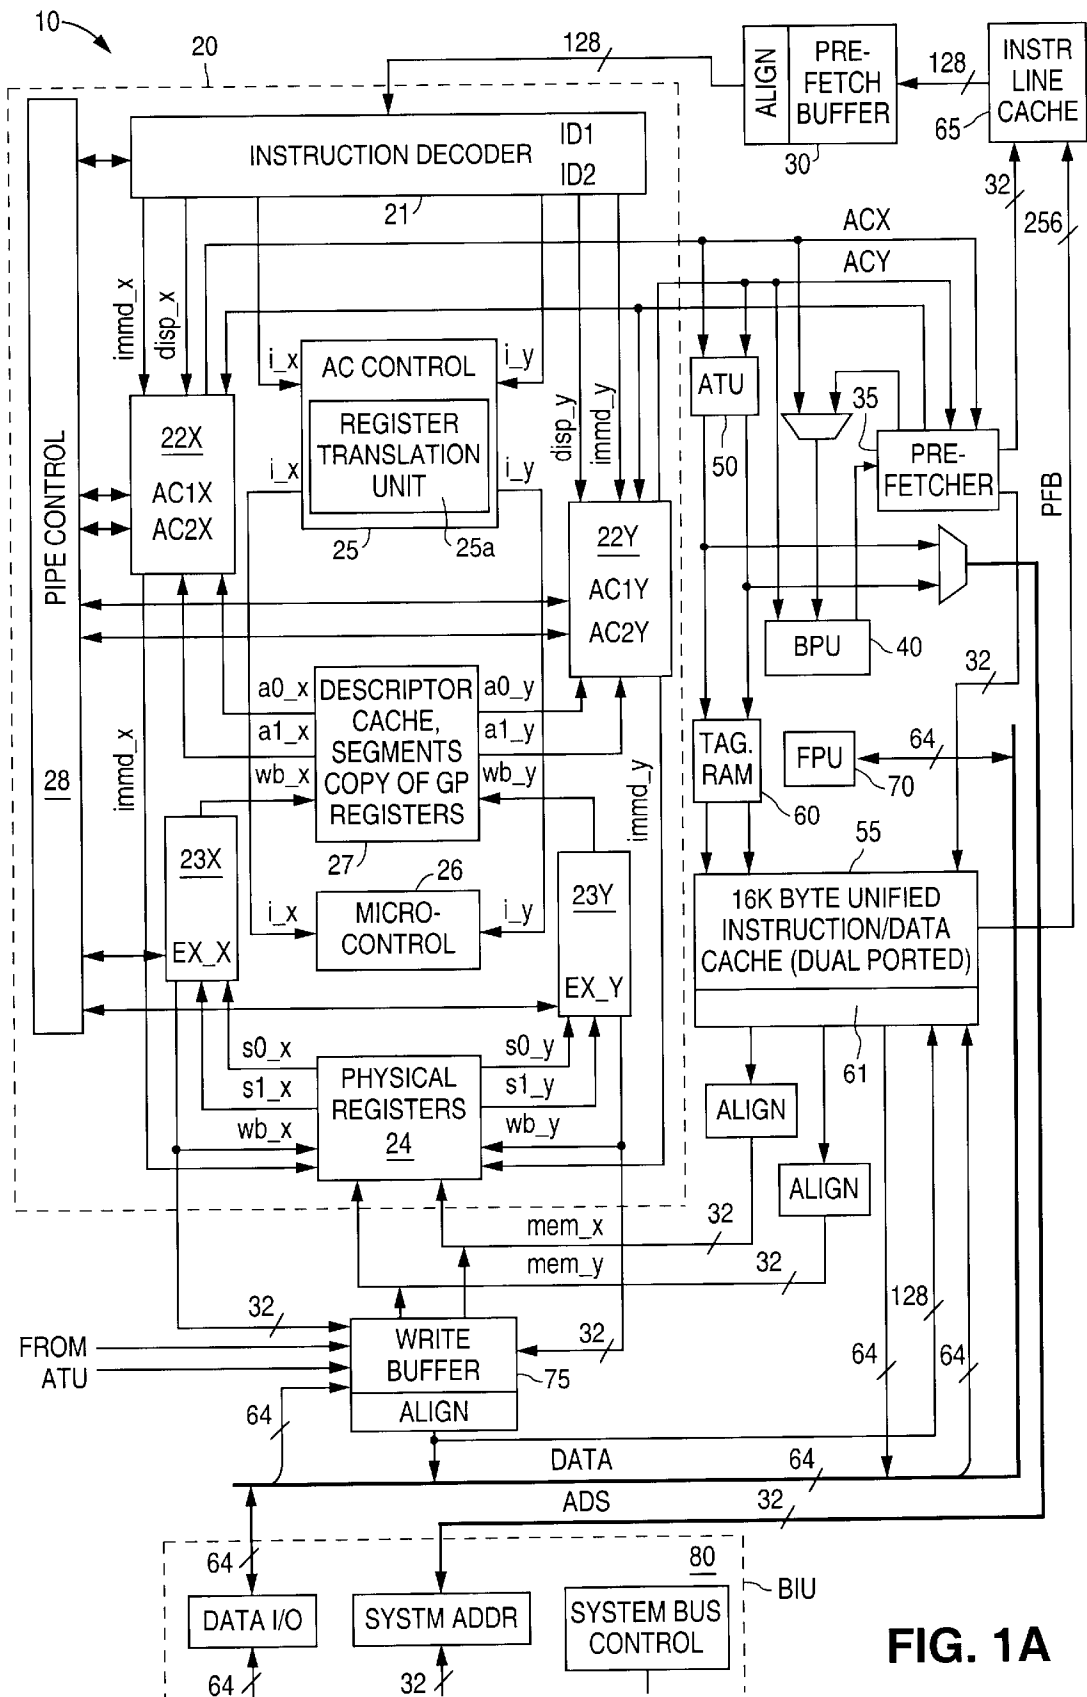 10
20
128
ALIGN
PRE-
FETCH
BUFFER
30
128
INSTR
LINE
CACHE
65
INSTRUCTION DECODER
ID1
ID2
21
32
256
PFB
ACX
ACY
immd_x
disp_x
i_x
AC CONTROL
i_y
REGISTER
TRANSLATION
UNIT
i_x
i_y
25
25a
disp_y
immd_y
ATU
50
35
PRE-
FETCHER
PIPE CONTROL
28
22X
AC1X
AC2X
22Y
AC1Y
AC2Y
BPU
40
32
a0_x
a1_x
wb_x
DESCRIPTOR
CACHE,
SEGMENTS
COPY OF GP
REGISTERS
27
a0_y
a1_y
wb_y
immd_x
immd_y
TAG.
RAM
60
FPU
70
64
55
23X
EX_X
26
i_x
MICRO-
CONTROL
i_y
23Y
EX_Y
16K BYTE UNIFIED
INSTRUCTION/DATA
CACHE (DUAL PORTED)
61
s0_x
s1_x
wb_x
PHYSICAL
REGISTERS
24
s0_y
s1_y
wb_y
ALIGN
ALIGN
mem_x
32
mem_y
32
32
FROM
ATU
WRITE
BUFFER
ALIGN
75
32
64
128
64
64
DATA
64
ADS
32
64
80
BIU
DATA I/O
SYSTM ADDR
SYSTEM BUS
CONTROL
64
32
FIG. 1A